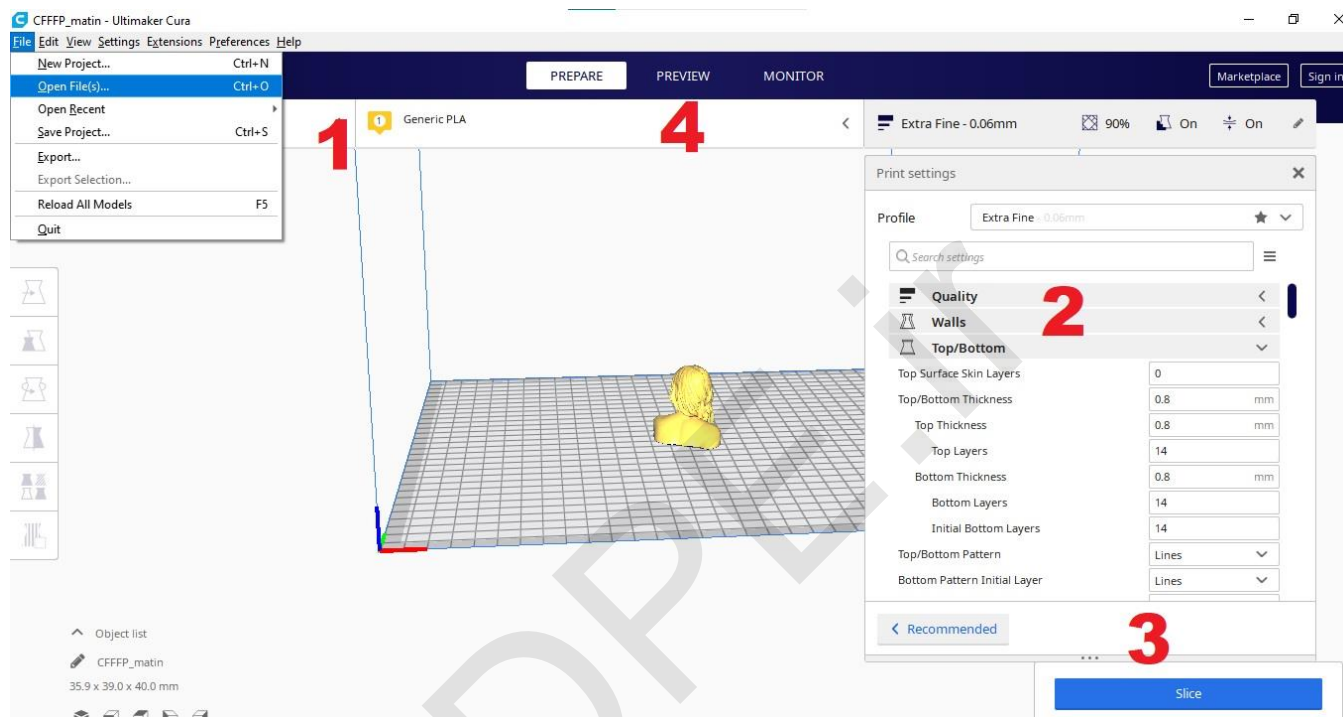 CFFFP_matin - Ultimaker Cura
File Edit View Settings Extensions Preferences Help
New Project... Ctrl+N
Open File(s)... Ctrl+O
Open Recent
Save Project... Ctrl+S
Export...
Export Selection...
Reload All Models F5
Quit
PREPARE PREVIEW MONITOR
Marketplace Sign in
1
1 Generic PLA
4
Extra Fine - 0.06mm 90% On On
Print settings
Profile Extra Fine - 0.06mm
Search settings
Quality
2
Walls
Top/Bottom
Top Surface Skin Layers 0
Top/Bottom Thickness 0.8 mm
Top Thickness 0.8 mm
Top Layers 14
Bottom Thickness 0.8 mm
Bottom Layers 14
Initial Bottom Layers 14
Top/Bottom Pattern Lines
Bottom Pattern Initial Layer Lines
Recommended
3
Slice
Object list
CFFFP_matin
35.9 x 39.0 x 40.0 mm
DPE.ir